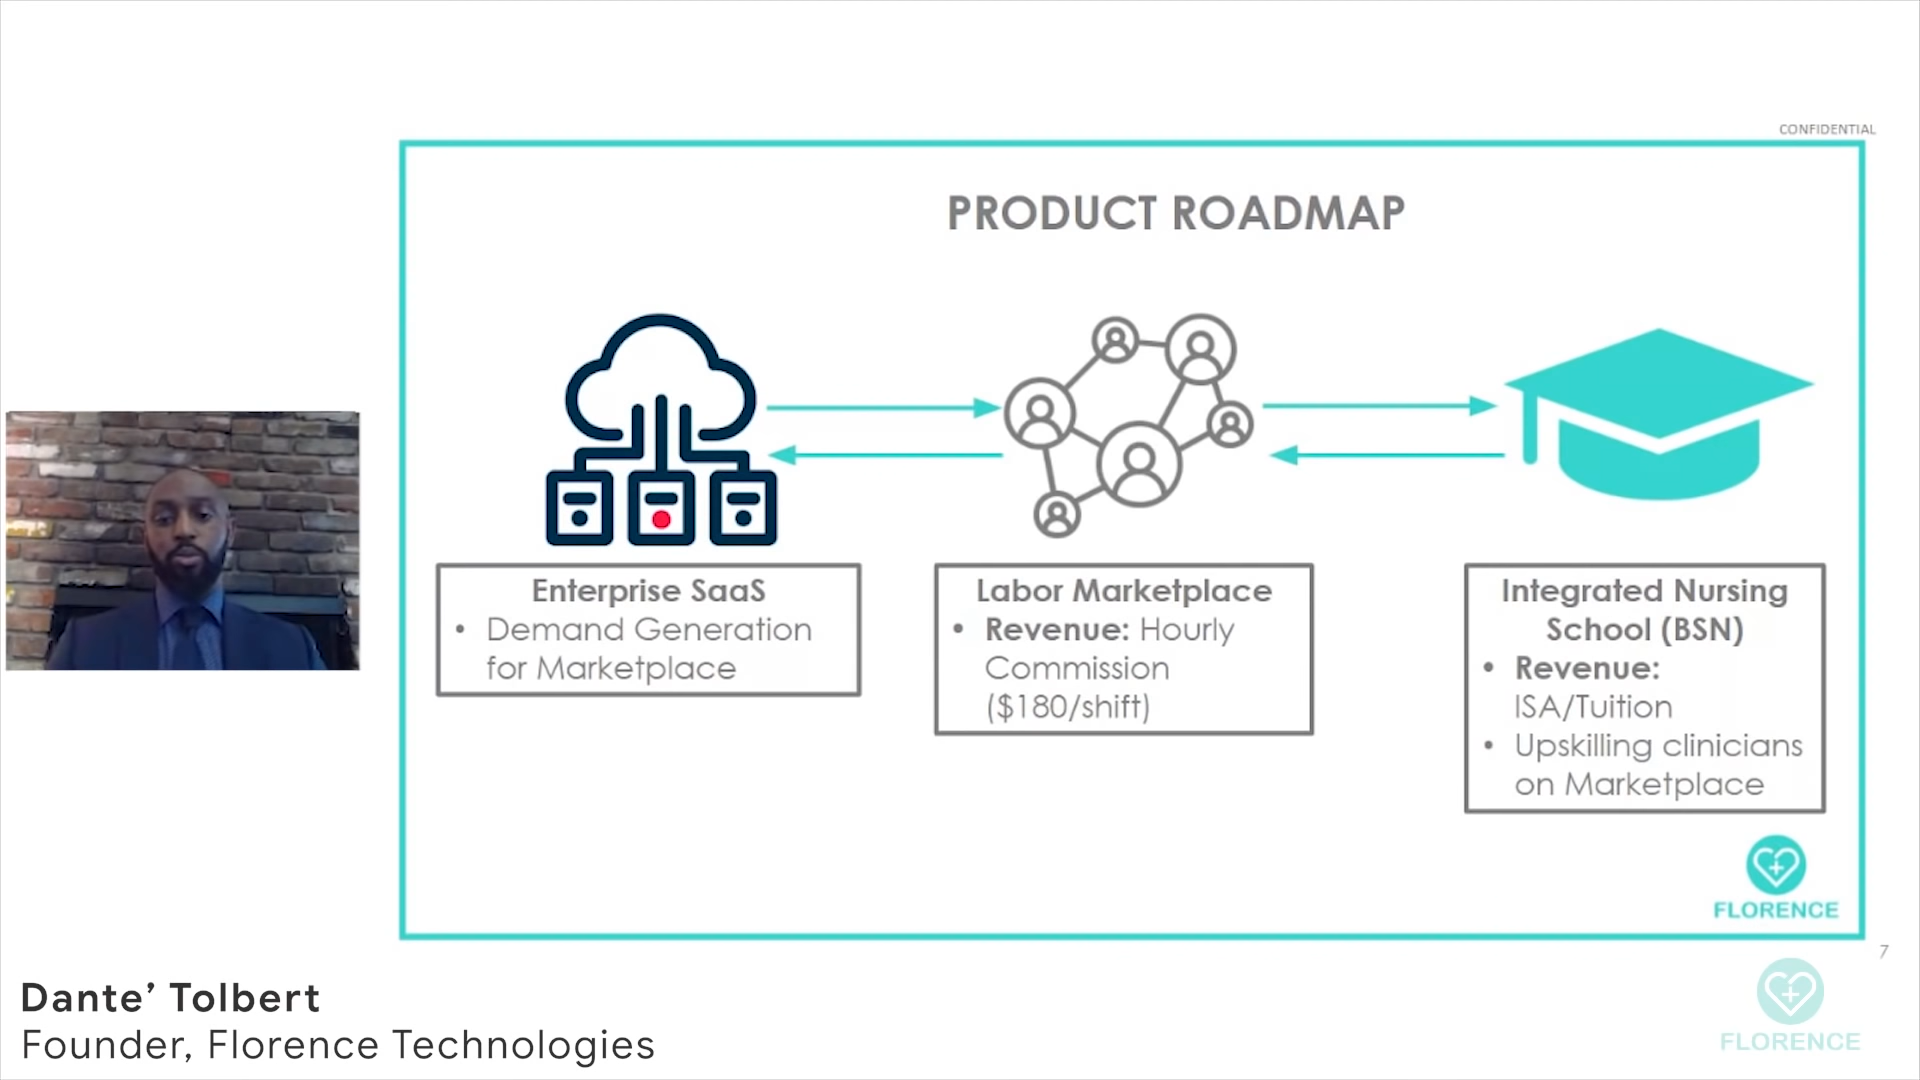 CONFIDENTIAL
PRODUCT ROADMAP
Enterprise SaaS
• Demand Generation
for Marketplace
Labor Marketplace
• Revenue: Hourly
Commission
($180/shift)
Integrated Nursing
School (BSN)
• Revenue:
ISA/Tuition
• Upskilling clinicians
on Marketplace
FLORENCE
7
Dante’ Tolbert
Founder, Florence Technologies
FLORENCE